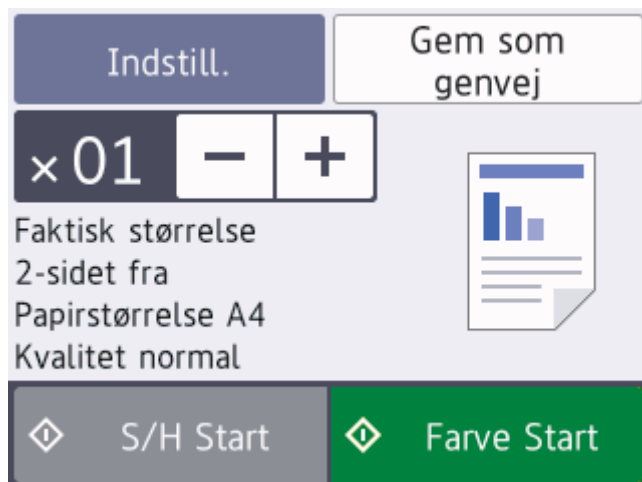 Indstill.
Gem som
genvej
×01
− +
Faktisk størrelse
2-sidet fra
Papirstørrelse A4
Kvalitet normal
S/H Start
Farve Start